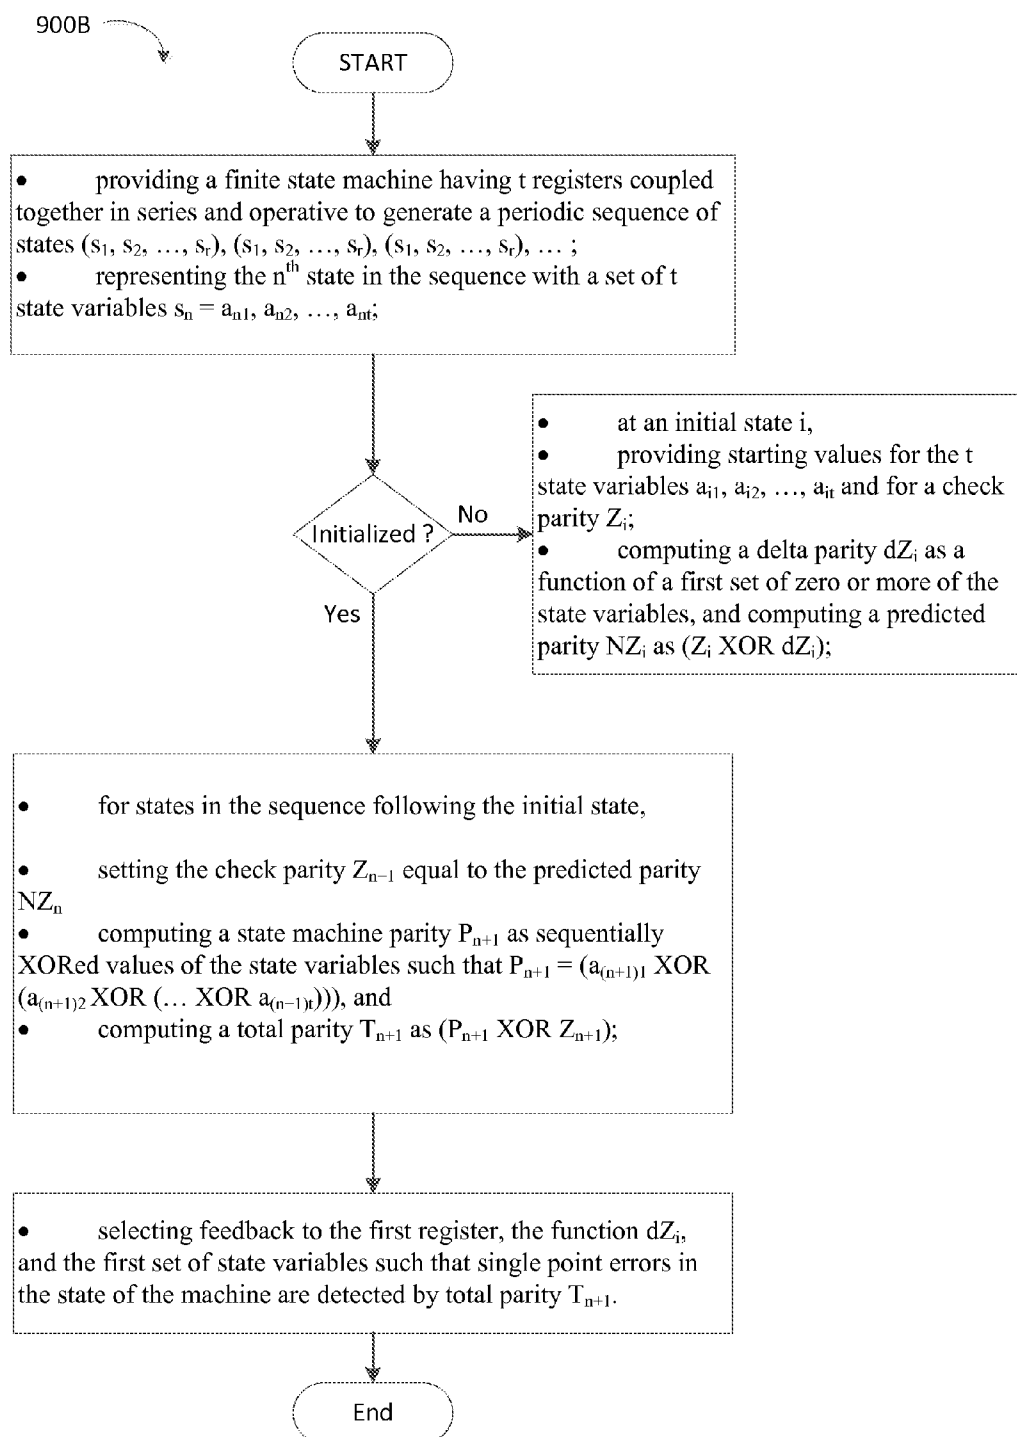 900B
START
• providing a finite state machine having t registers coupled
together in series and operative to generate a periodic sequence of
states (s₁, s₂, …, sᵣ), (s₁, s₂, …, sᵣ), (s₁, s₂, …, sᵣ), … ;
• representing the nᵗʰ state in the sequence with a set of t
state variables sₙ = aₙ₁, aₙ₂, …, aₙₜ;
Initialized ?
No
Yes
• at an initial state i,
• providing starting values for the t
state variables aᵢ₁, aᵢ₂, …, aᵢₜ and for a check
parity Zᵢ;
• computing a delta parity dZᵢ as a
function of a first set of zero or more of the
state variables, and computing a predicted
parity NZᵢ as (Zᵢ XOR dZᵢ);
• for states in the sequence following the initial state,
• setting the check parity Zₙ₋₁ equal to the predicted parity
NZₙ
• computing a state machine parity Pₙ₊₁ as sequentially
XORed values of the state variables such that Pₙ₊₁ = (a₍ₙ₊₁₎₁ XOR
(a₍ₙ₊₁₎₂ XOR (… XOR a₍ₙ₋₁₎ₜ))), and
• computing a total parity Tₙ₊₁ as (Pₙ₊₁ XOR Zₙ₊₁);
• selecting feedback to the first register, the function dZᵢ,
and the first set of state variables such that single point errors in
the state of the machine are detected by total parity Tₙ₊₁.
End